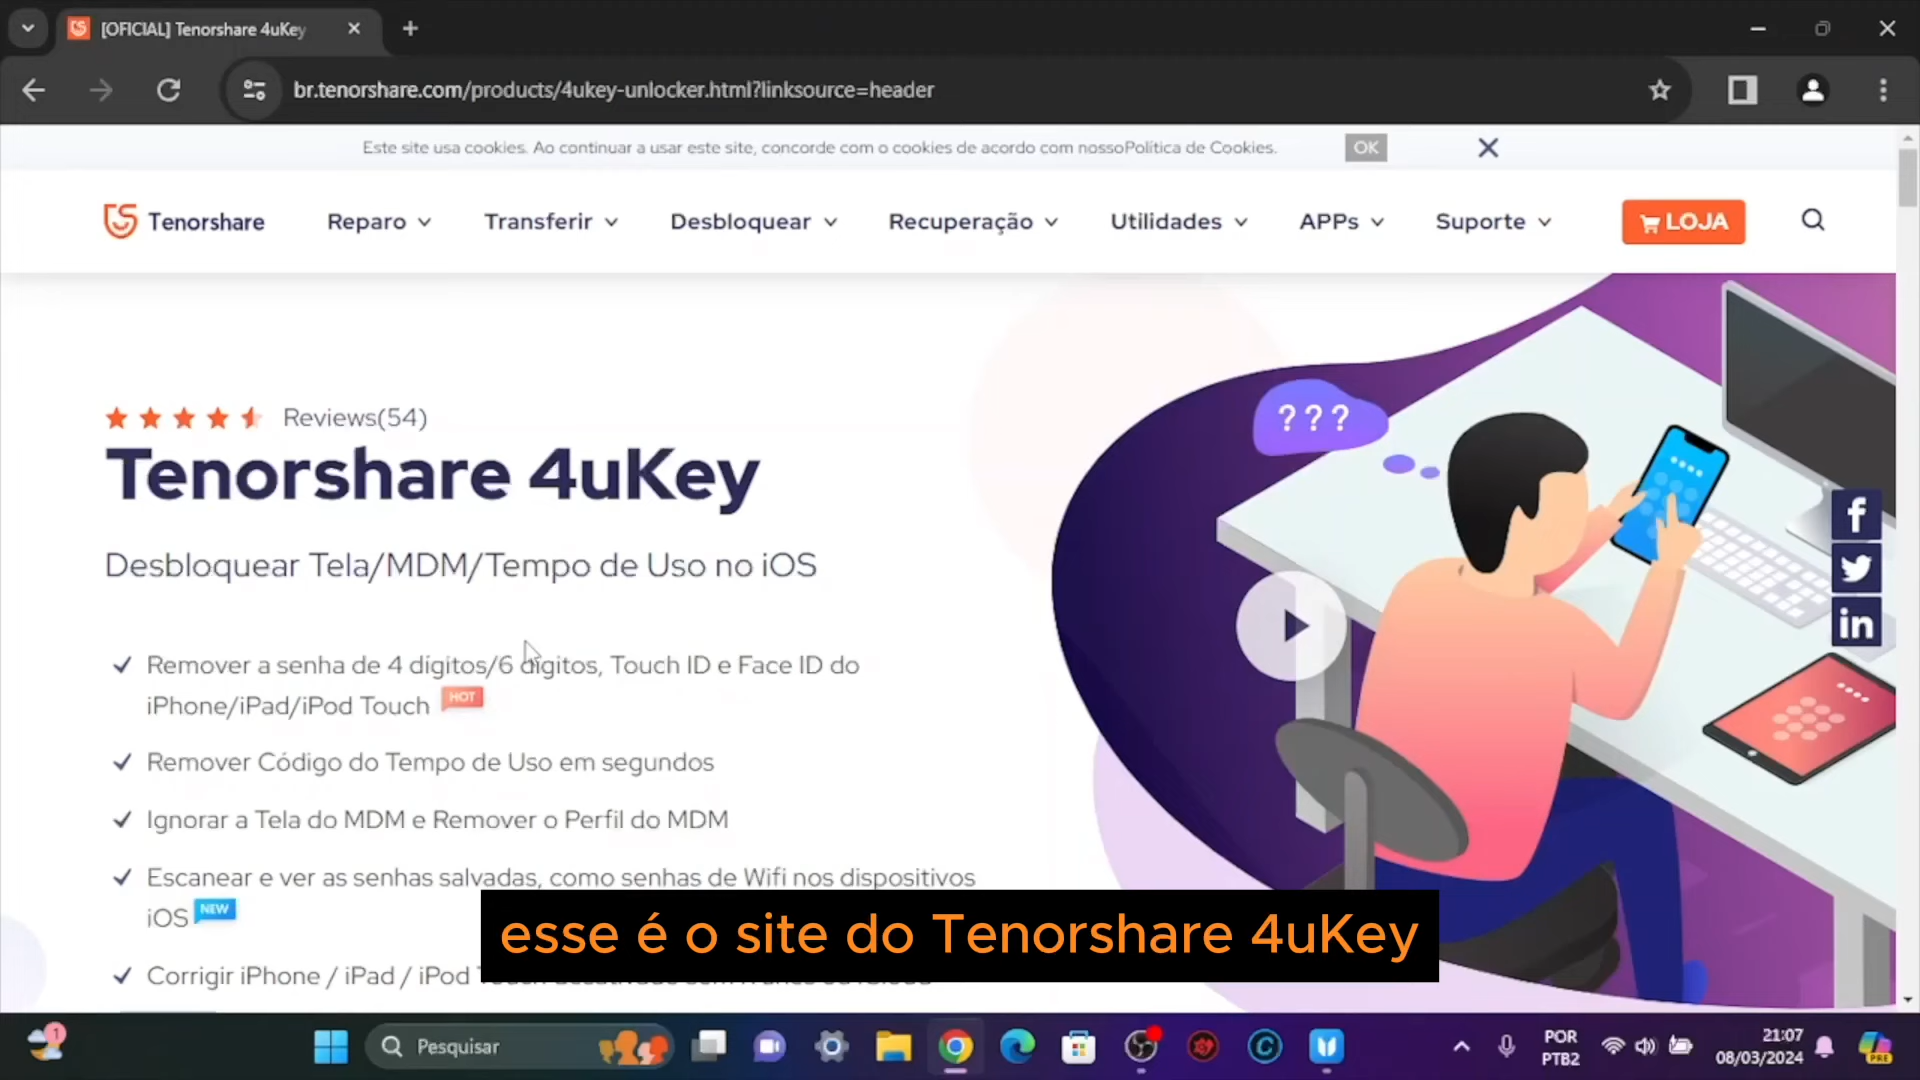 [OFICIAL] Tenorshare 4uKey
br.tenorshare.com/products/4ukey-unlocker.html?linksource=header
Este site usa cookies. Ao continuar a usar este site, concorde com o cookies de acordo com nossoPolítica de Cookies.
OK
Tenorshare
Reparo
Transferir
Desbloquear
Recuperação
Utilidades
APPs
Suporte
LOJA
Reviews(54)
Tenorshare 4uKey
Desbloquear Tela/MDM/Tempo de Uso no iOS
Remover a senha de 4 dígitos/6 dígitos, Touch ID e Face ID do
iPhone/iPad/iPod Touch HOT
Remover Código do Tempo de Uso em segundos
Ignorar a Tela do MDM e Remover o Perfil do MDM
Escanear e ver as senhas salvadas, como senhas de Wifi nos dispositivos
iOS NEW
Corrigir iPhone / iPad / iPod
???
f
in
esse é o site do Tenorshare 4uKey
1
Pesquisar
POR
PTB2
21:07
08/03/2024
PRE